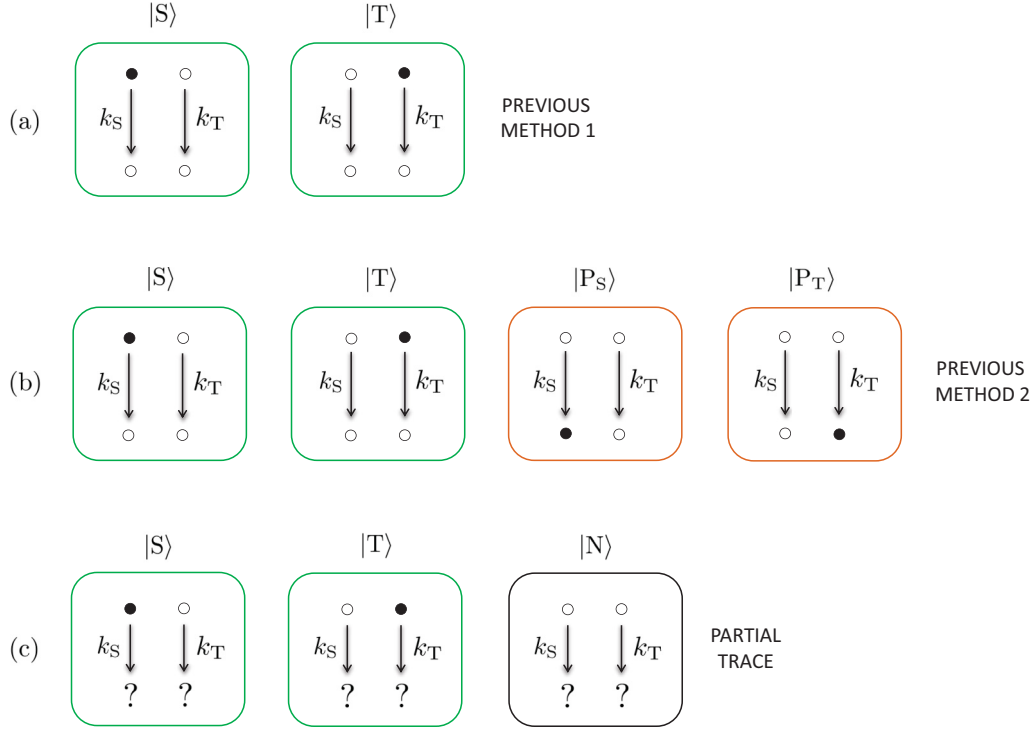 |S⟩ |T⟩
(a) k_S k_T k_S k_T PREVIOUS
METHOD 1
|S⟩ |T⟩ |P_S⟩ |P_T⟩
(b) k_S k_T k_S k_T k_S k_T k_S k_T PREVIOUS
METHOD 2
|S⟩ |T⟩ |N⟩
(c) k_S k_T k_S k_T k_S k_T PARTIAL
TRACE
? ? ? ? ? ?